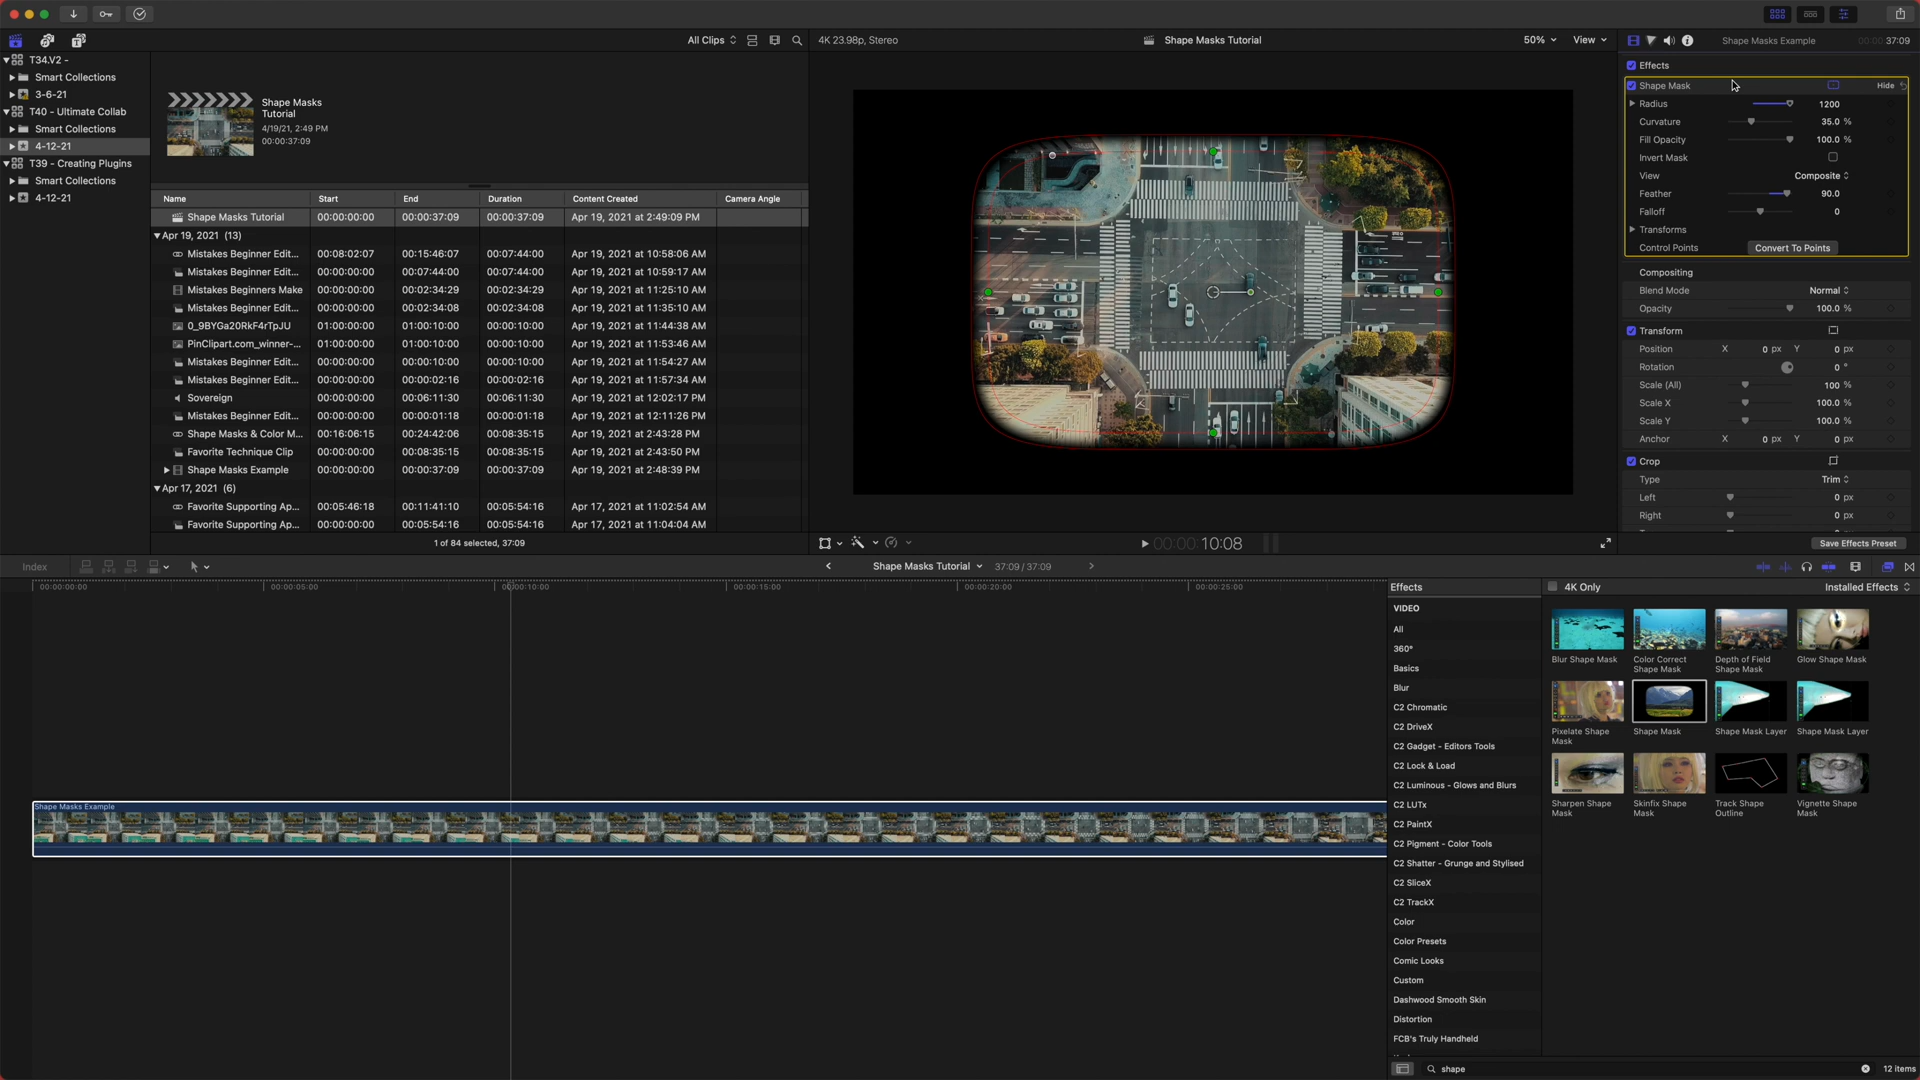 All Clips
4K 23.98p, Stereo
Shape Masks Tutorial
50%
View
Shape Masks Example
00:00:37:09
T34.V2 -
Smart Collections
3-6-21
T40 - Ultimate Collab
Smart Collections
4-12-21
T39 - Creating Plugins
Smart Collections
4-12-21
Shape Masks
Tutorial
4/19/21, 2:49 PM
00:00:37:09
Name Start End Duration Content Created Camera Angle
Shape Masks Tutorial 00:00:00:00 00:00:37:09 00:00:37:09 Apr 19, 2021 at 2:49:09 PM
Apr 19, 2021 (13)
Mistakes Beginner Edit... 00:08:02:07 00:15:46:07 00:07:44:00 Apr 19, 2021 at 10:58:06 AM
Mistakes Beginner Edit... 00:00:00:00 00:07:44:00 00:07:44:00 Apr 19, 2021 at 10:59:17 AM
Mistakes Beginners Make 00:00:00:00 00:02:34:29 00:02:34:29 Apr 19, 2021 at 11:25:10 AM
Mistakes Beginner Edit... 00:00:00:00 00:02:34:08 00:02:34:08 Apr 19, 2021 at 11:35:10 AM
0_9BYGa20RkF4rTpJU 01:00:00:00 01:00:10:00 00:00:10:00 Apr 19, 2021 at 11:44:38 AM
PinClipart.com_winner-... 01:00:00:00 01:00:10:00 00:00:10:00 Apr 19, 2021 at 11:53:46 AM
Mistakes Beginner Edit... 00:00:00:00 00:00:10:00 00:00:10:00 Apr 19, 2021 at 11:54:27 AM
Mistakes Beginner Edit... 00:00:00:00 00:00:02:16 00:00:02:16 Apr 19, 2021 at 11:57:34 AM
Sovereign 00:00:00:00 00:06:11:30 00:06:11:30 Apr 19, 2021 at 12:02:17 PM
Mistakes Beginner Edit... 00:00:00:00 00:00:01:18 00:00:01:18 Apr 19, 2021 at 12:11:26 PM
Shape Masks & Color M... 00:16:06:15 00:24:42:06 00:08:35:15 Apr 19, 2021 at 2:43:28 PM
Favorite Technique Clip 00:00:00:00 00:08:35:15 00:08:35:15 Apr 19, 2021 at 2:43:50 PM
Shape Masks Example 00:00:00:00 00:00:37:09 00:00:37:09 Apr 19, 2021 at 2:48:39 PM
Apr 17, 2021 (6)
Favorite Supporting Ap... 00:05:46:18 00:11:41:10 00:05:54:16 Apr 17, 2021 at 11:02:54 AM
Favorite Supporting Ap... 00:00:00:00 00:05:54:16 00:05:54:16 Apr 17, 2021 at 11:04:04 AM
1 of 84 selected, 37:09
00:00:10:08
Effects
Shape Mask Hide
Radius 1200
Curvature 35.0 %
Fill Opacity 100.0 %
Invert Mask
View Composite
Feather 90.0
Falloff 0
Transforms
Control Points Convert To Points
Compositing
Blend Mode Normal
Opacity 100.0 %
Transform
Position X 0 px Y 0 px
Rotation 0 °
Scale (All) 100 %
Scale X 100.0 %
Scale Y 100.0 %
Anchor X 0 px Y 0 px
Crop
Type Trim
Left 0 px
Right 0 px
Save Effects Preset
Index
Shape Masks Tutorial
37:09 / 37:09
00:00:00:00 00:00:05:00 00:00:10:00 00:00:15:00 00:00:20:00 00:00:25:00
Shape Masks Example
Effects
4K Only
Installed Effects
VIDEO
All
360°
Basics
Blur
C2 Chromatic
C2 DriveX
C2 Gadget - Editors Tools
C2 Lock & Load
C2 Luminous - Glows and Blurs
C2 LUTx
C2 PaintX
C2 Pigment - Color Tools
C2 Shatter - Grunge and Stylised
C2 SliceX
C2 TrackX
Color
Color Presets
Comic Looks
Custom
Dashwood Smooth Skin
Distortion
FCB's Truly Handheld
Blur Shape Mask
Color Correct
Shape Mask
Depth of Field
Shape Mask
Glow Shape Mask
Pixelate Shape
Mask
Shape Mask
Shape Mask Layer
Shape Mask Layer
Sharpen Shape
Mask
Skinfix Shape
Mask
Track Shape
Outline
Vignette Shape
Mask
shape
12 items